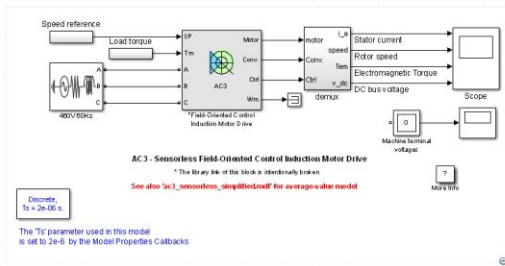 Speed reference
Load torque
SP
Tm
A
B
C
A
B
C
460V 60Hz
AC3
Motor
Conv.
Ctrl
Wm
*Field-Oriented Control
Induction Motor Drive
motor
Conv.
Ctrl
i_a
speed
Tem
v_dc
demux
Stator current
Rotor speed
Electromagnetic Torque
DC bus voltage
Scope
0
Machine terminal
voltages
AC3 - Sensorless Field-Oriented Control Induction Motor Drive
* The library link of this block is intentionally broken
See also 'ac3_sensorless_simplified.mdl' for average-value model
?
More Info
Discrete,
Ts = 2e-06 s.
The 'Ts' parameter used in this model
is set to 2e-6 by the Model Properties Callbacks